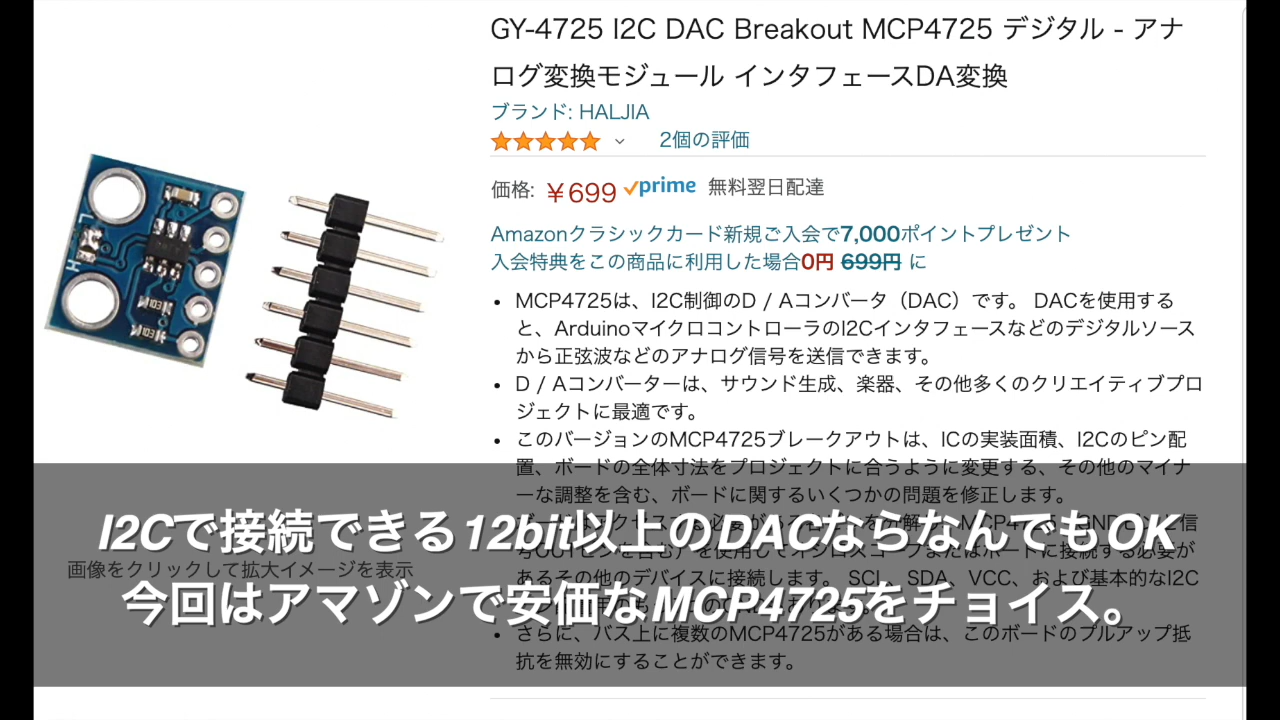 GY-4725 I2C DAC Breakout MCP4725 デジタル - アナ
ログ変換モジュール インタフェースDA変換
ブランド: HALJIA
2個の評価
価格: ￥699 prime 無料翌日配達
Amazonクラシックカード新規ご入会で7,000ポイントプレゼント
入会特典をこの商品に利用した場合0円 699円 に
• MCP4725は、I2C制御のD / Aコンバータ（DAC）です。 DACを使用する
と、ArduinoマイクロコントローラのI2Cインタフェースなどのデジタルソース
から正弦波などのアナログ信号を送信できます。
• D / Aコンバーターは、サウンド生成、楽器、その他多くのクリエイティブプロ
ジェクトに最適です。
• このバージョンのMCP4725ブレークアウトは、ICの実装面積、I2Cのピン配
置、ボードの全体寸法をプロジェクトに合うように変更する、その他のマイナ
ーな調整を含む、ボードに関するいくつかの問題を修正します。
I2Cで接続できる12bit以上のDACならなんでもOK
画像をクリックして拡大イメージを表示
あるその他のデバイスに接続します。 SCL、SDA、VCC、および基本的なI2C
今回はアマゾンで安価なMCP4725をチョイス。
• さらに、バス上に複数のMCP4725がある場合は、このボードのプルアップ抵
抗を無効にすることができます。
L
H